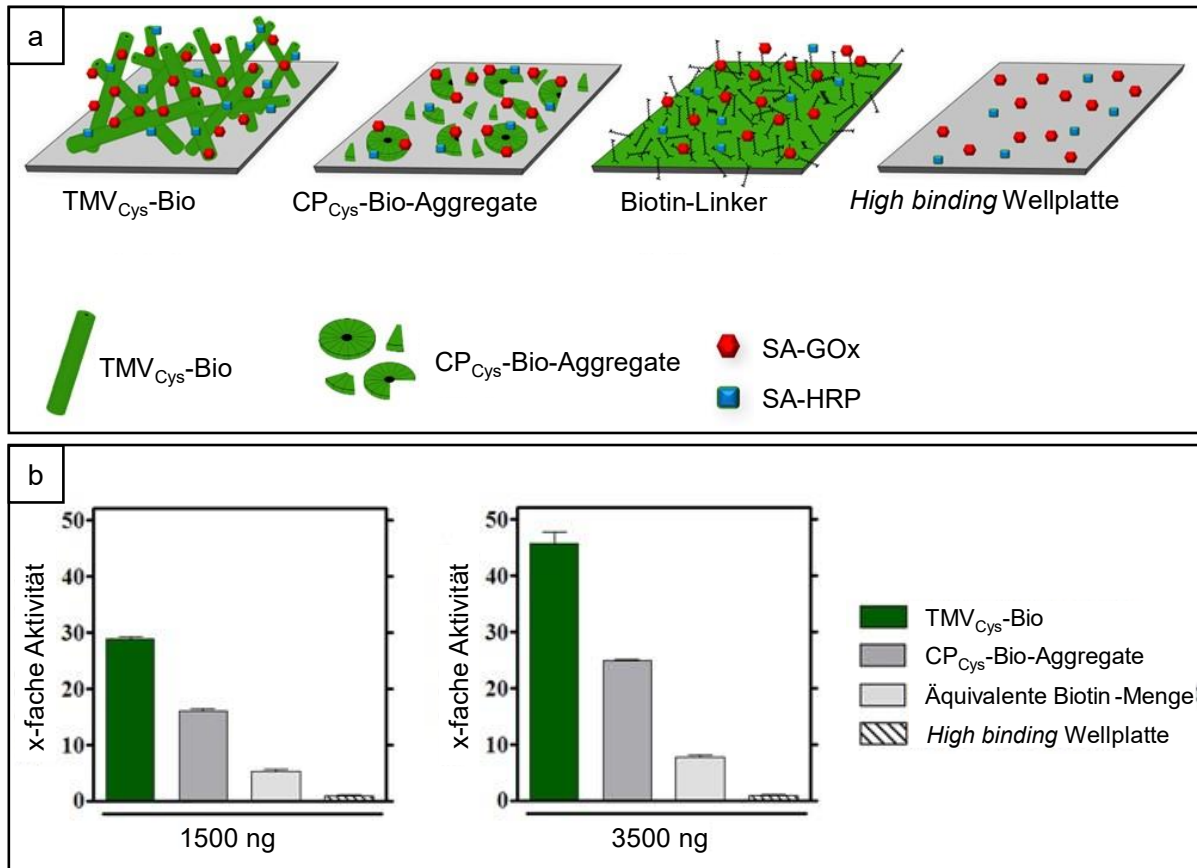 a
TMVCys-Bio
CPCys-Bio-Aggregate
Biotin-Linker
High binding Wellplatte
TMVCys-Bio
CPCys-Bio-Aggregate
SA-GOx
SA-HRP
b
x-fache Aktivität
50
40
30
20
10
0
1500 ng
x-fache Aktivität
50
40
30
20
10
0
3500 ng
TMVCys-Bio
CPCys-Bio-Aggregate
Äquivalente Biotin-Menge
High binding Wellplatte